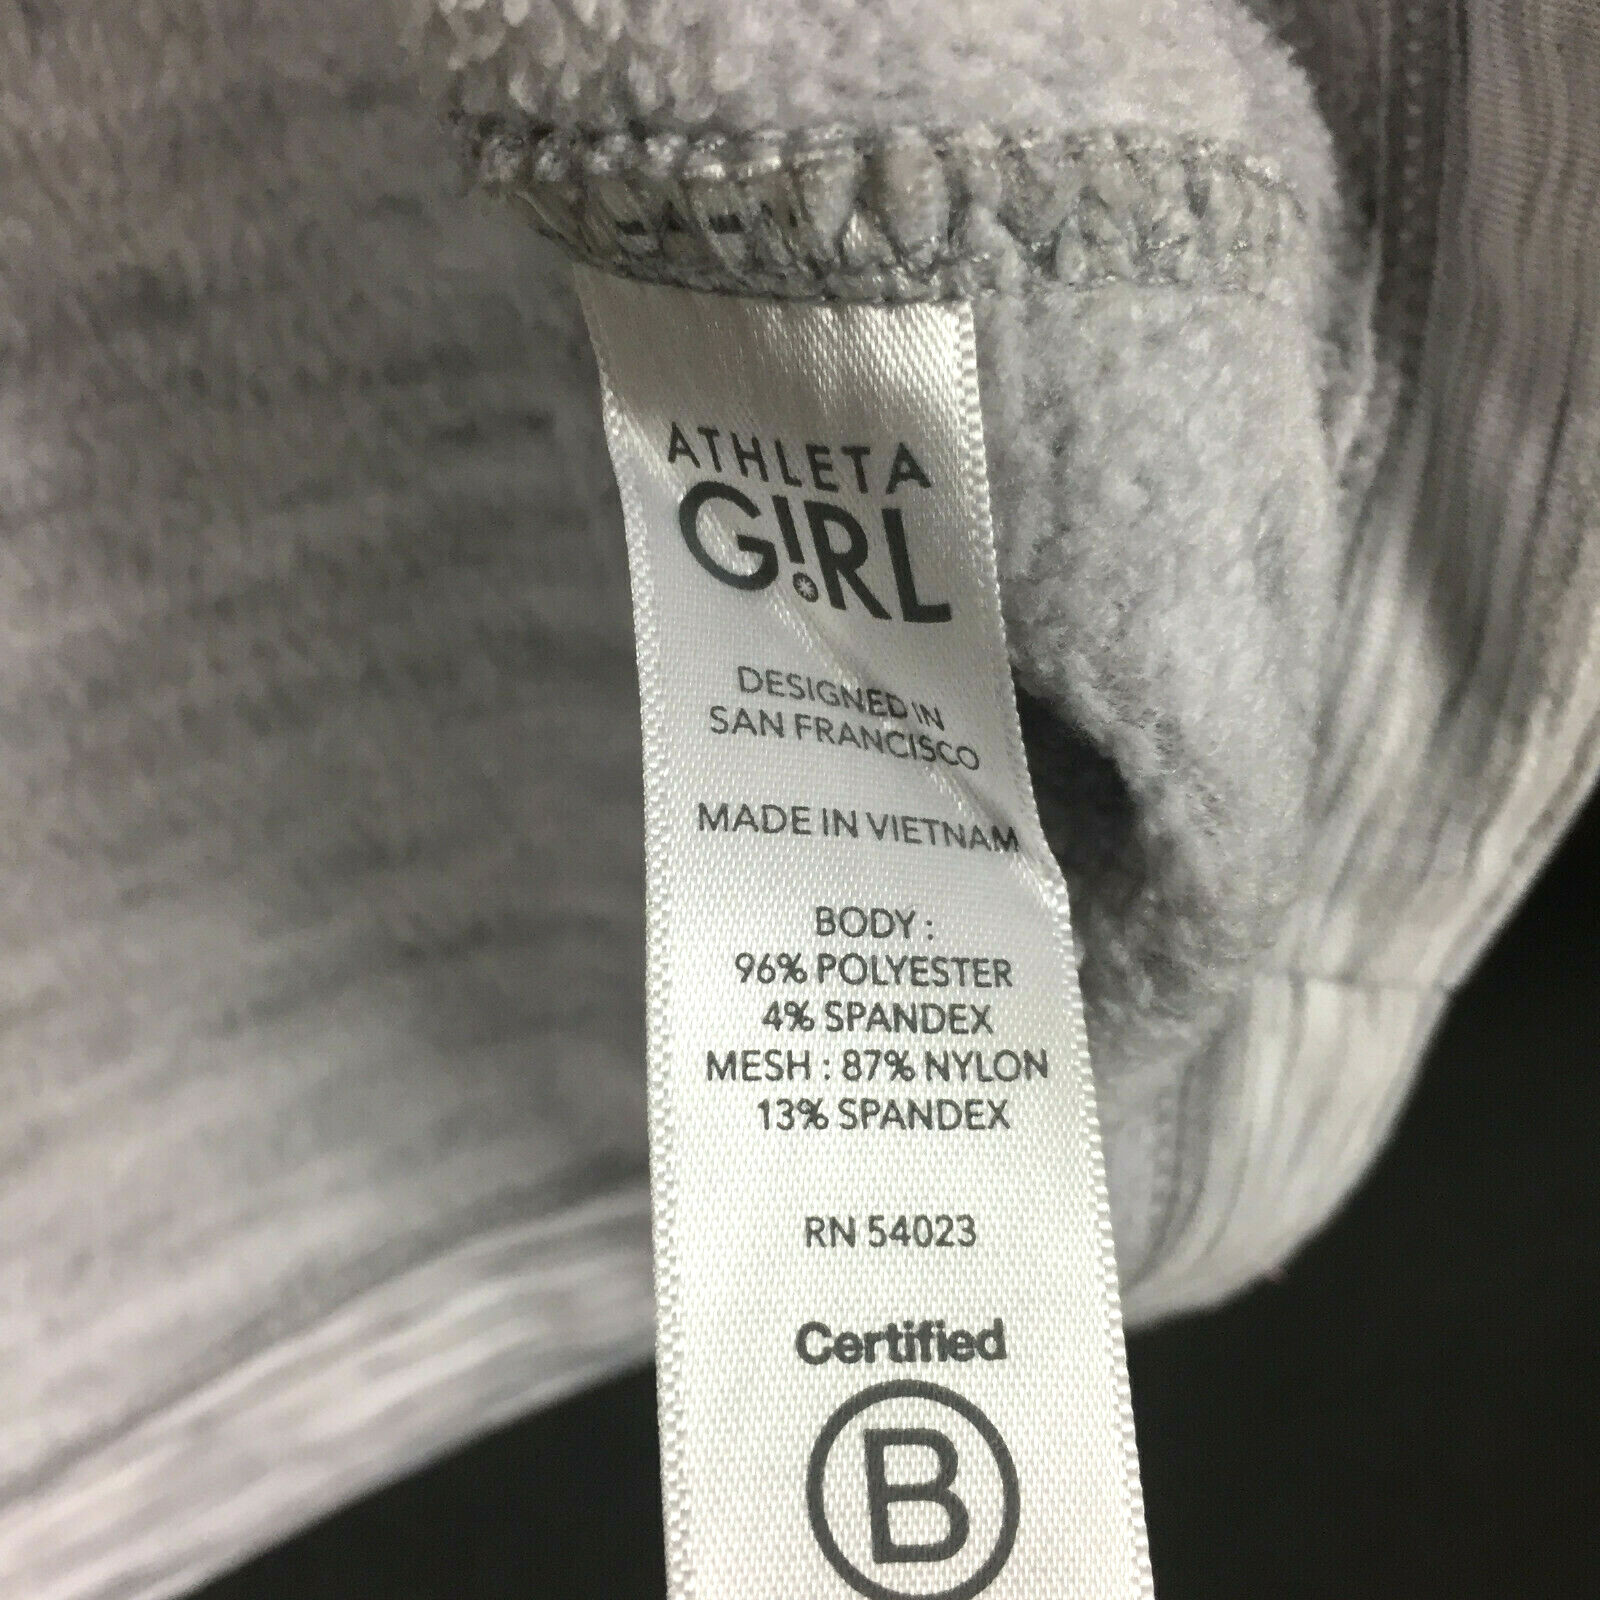 ATHLETA
GIRL
DESIGNED IN
SAN FRANCISCO
MADE IN VIETNAM
BODY :
96% POLYESTER
4% SPANDEX
MESH : 87% NYLON
13% SPANDEX
RN 54023
Certified
B